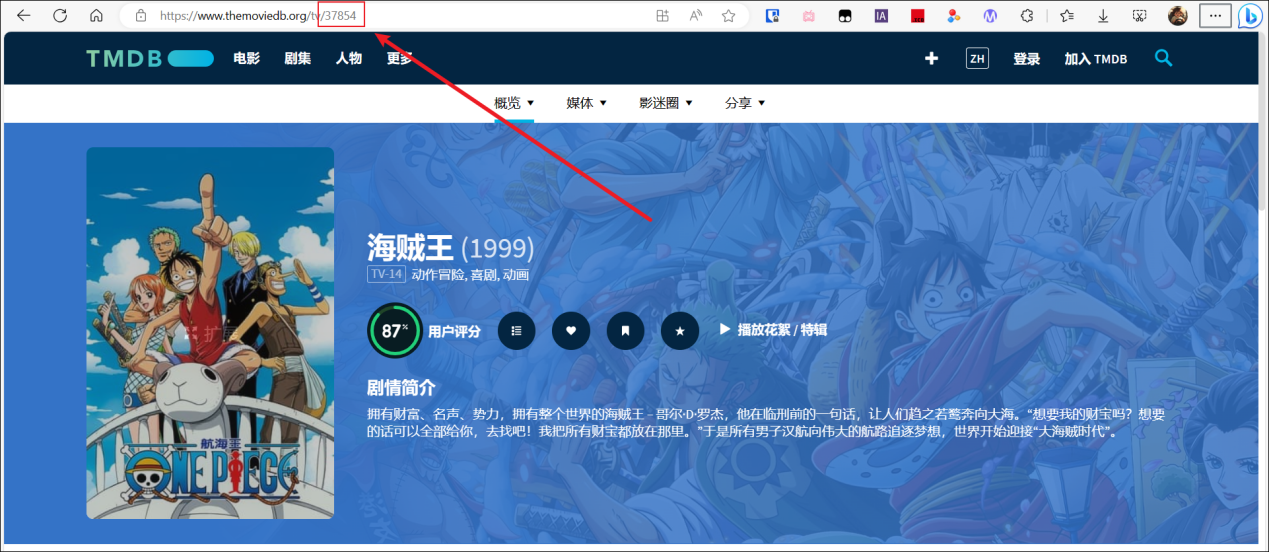 https://www.themoviedb.org/tv/37854
TMDB 电影 剧集 人物 更多 ZH 登录 加入 TMDB
概览 媒体 影迷圈 分享
海贼王 (1999)
TV-14 动作冒险, 喜剧, 动画
87% 用户评分 播放花絮 / 特辑
剧情简介
拥有财富、名声、势力，拥有整个世界的海贼王 – 哥尔·D·罗杰，他在临刑前的一句话，让人们趋之若鹜奔向大海。“想要我的财宝吗？想要
的话可以全部给你，去找吧！我把所有财宝都放在那里。”于是所有男子汉航向伟大的航路追逐梦想，世界开始迎接“大海贼时代”。
航海王
ONE PIECE